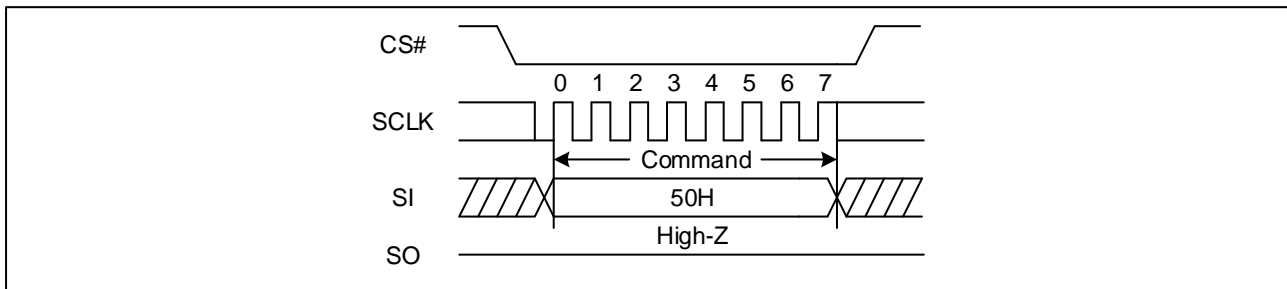 CS#
0 1 2 3 4 5 6 7
SCLK
Command
SI 50H
High-Z
SO